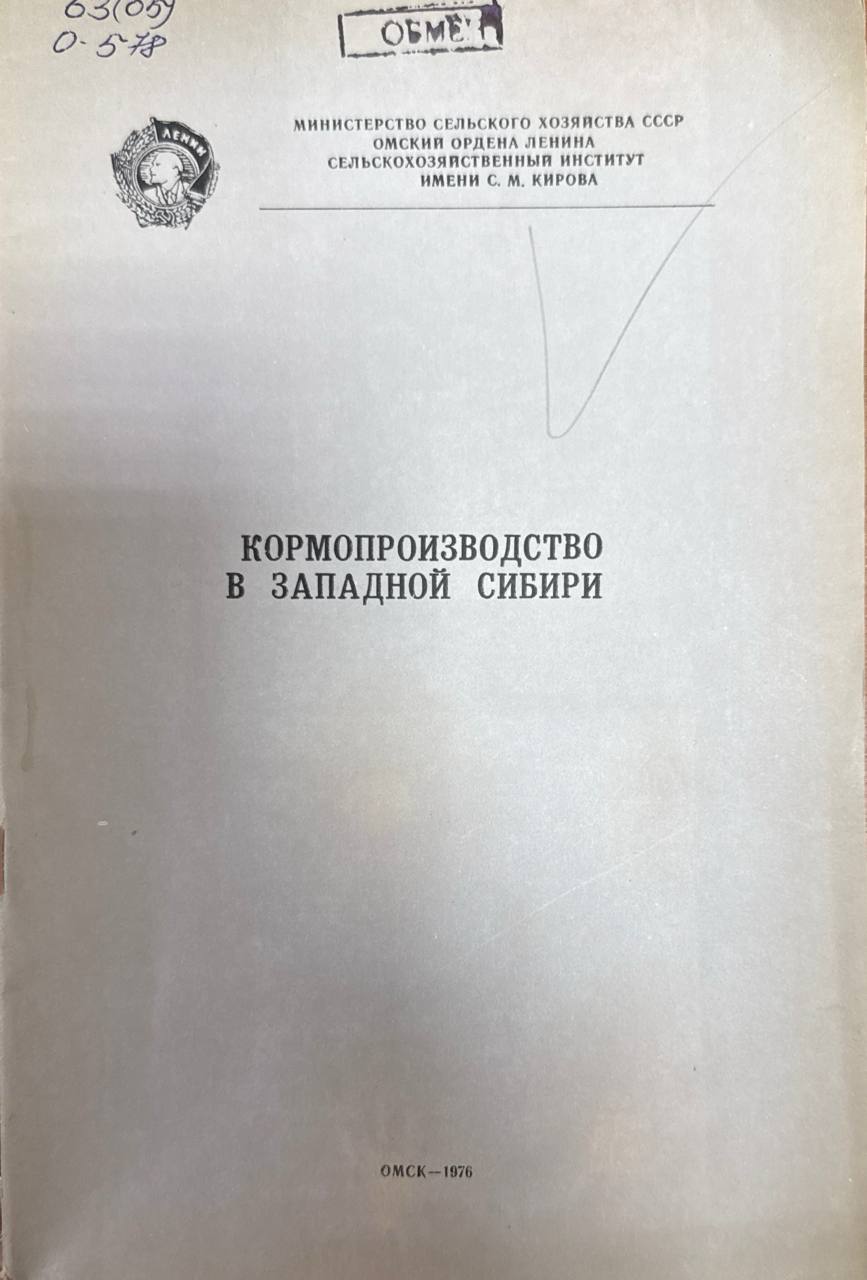 63(05)
О-578
ОБМЕН
ЛЕНИН
МИНИСТЕРСТВО СЕЛЬСКОГО ХОЗЯЙСТВА СССР
ОМСКИЙ ОРДЕНА ЛЕНИНА
СЕЛЬСКОХОЗЯЙСТВЕННЫЙ ИНСТИТУТ
ИМЕНИ С. М. КИРОВА
КОРМОПРОИЗВОДСТВО
В ЗАПАДНОЙ СИБИРИ
ОМСК—1976